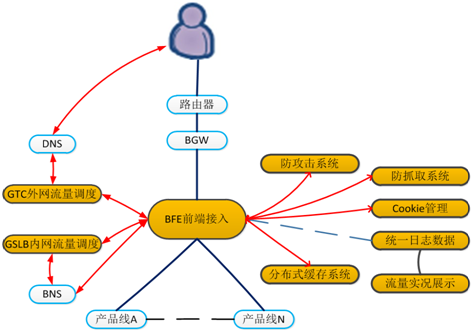 路由器
BGW
DNS
GTC外网流量调度
GSLB内网流量调度
BNS
BFE前端接入
防攻击系统
防抓取系统
Cookie管理
统一日志数据
分布式缓存系统
流量实况展示
产品线A
产品线N